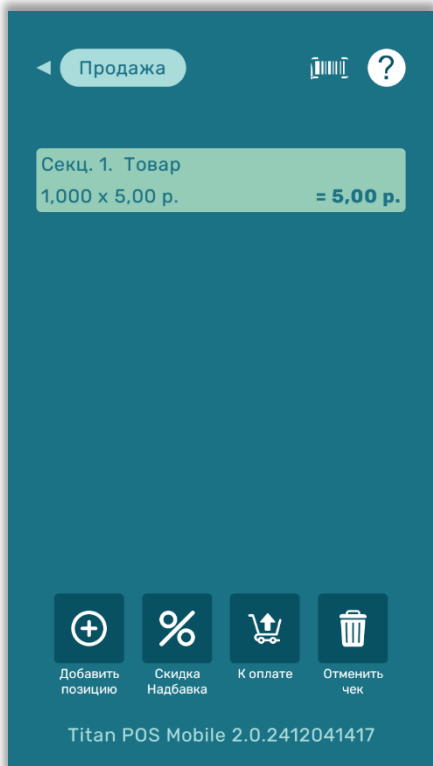 Продажа
?
Секц. 1. Товар
1,000 x 5,00 р. = 5,00 р.
Добавить позицию
Скидка Надбавка
К оплате
Отменить чек
Titan POS Mobile 2.0.2412041417